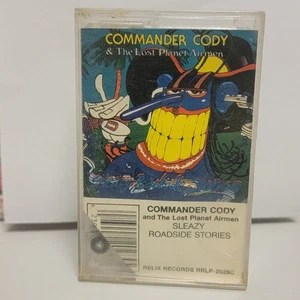 COMMANDER CODY
& The Lost Planet Airmen
COMMANDER CODY
and The Lost Planet Airmen
SLEAZY
ROADSIDE STORIES
RELIX RECORDS RRLP-2028C